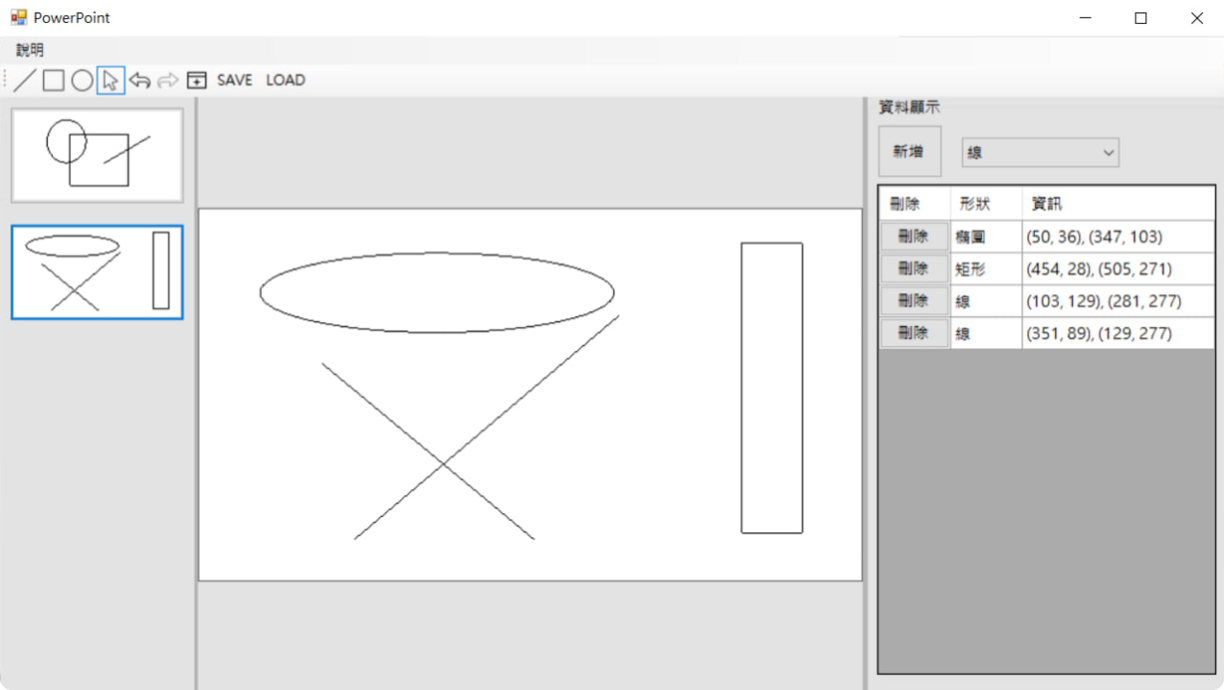 PowerPoint
說明
SAVE LOAD
資料顯示
新增 線
刪除 形狀 資訊
刪除 橢圓 (50, 36), (347, 103)
刪除 矩形 (454, 28), (505, 271)
刪除 線 (103, 129), (281, 277)
刪除 線 (351, 89), (129, 277)